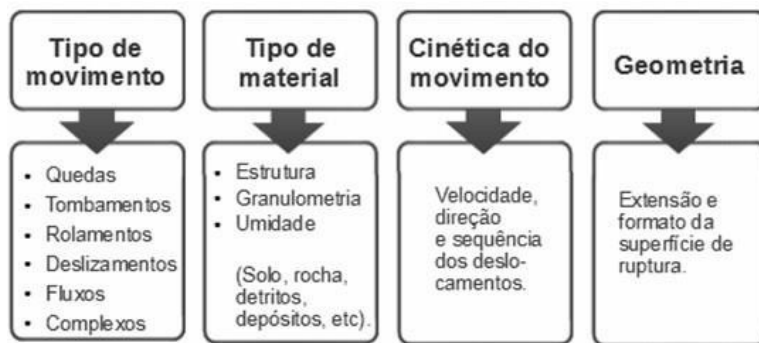 Tipo de
movimento
Tipo de
material
Cinética do
movimento
Geometria
• Quedas
• Tombamentos
• Rolamentos
• Deslizamentos
• Fluxos
• Complexos
• Estrutura
• Granulometria
• Umidade
(Solo, rocha,
detritos,
depósitos, etc).
Velocidade,
direção
e sequência
dos deslo-
camentos.
Extensão e
formato da
superfície de
ruptura.